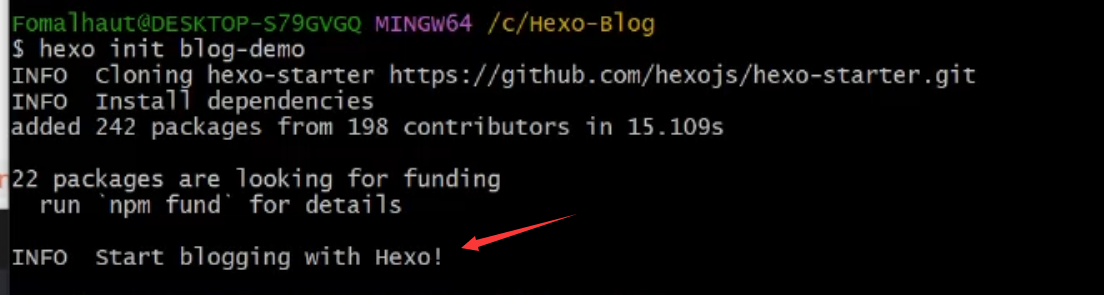 Fomalhaut@DESKTOP-S79GVGQ MINGW64 /c/Hexo-Blog
$ hexo init blog-demo
INFO  Cloning hexo-starter https://github.com/hexojs/hexo-starter.git
INFO  Install dependencies
added 242 packages from 198 contributors in 15.109s
22 packages are looking for funding
  run `npm fund` for details
INFO  Start blogging with Hexo!